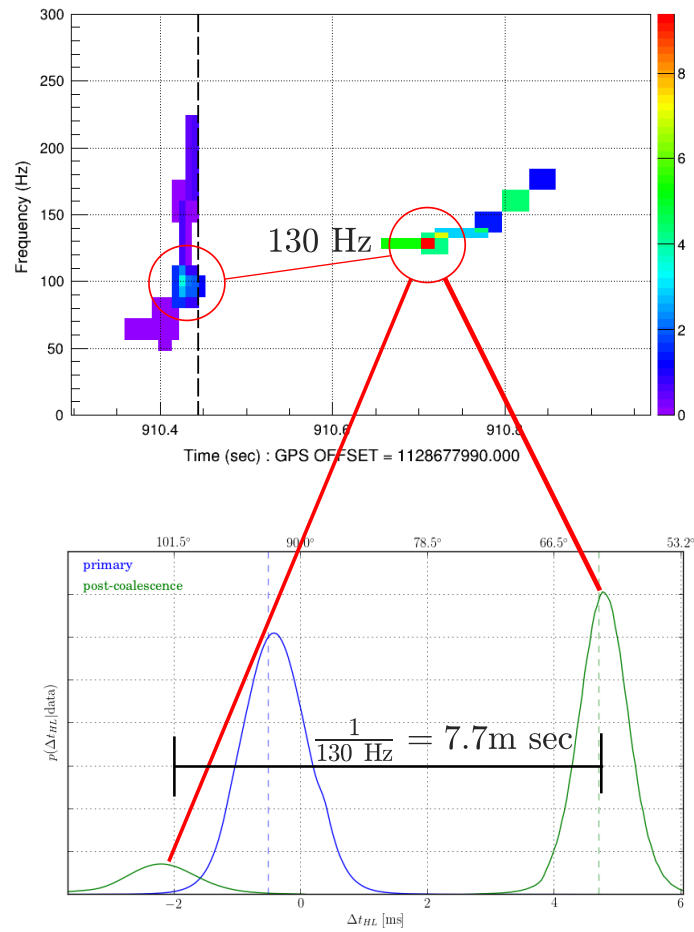 300
250
200
150
100
50
0
Frequency (Hz)
8
6
4
2
0
130 Hz
910.4 910.6 910.8
Time (sec) : GPS OFFSET = 1128677990.000
101.5° 90.0° 78.5° 66.5° 53.2°
primary
post-coalescence
p(Δt_HL|data)
1/130 Hz = 7.7m sec
−2 0 2 4 6
Δt_HL [ms]